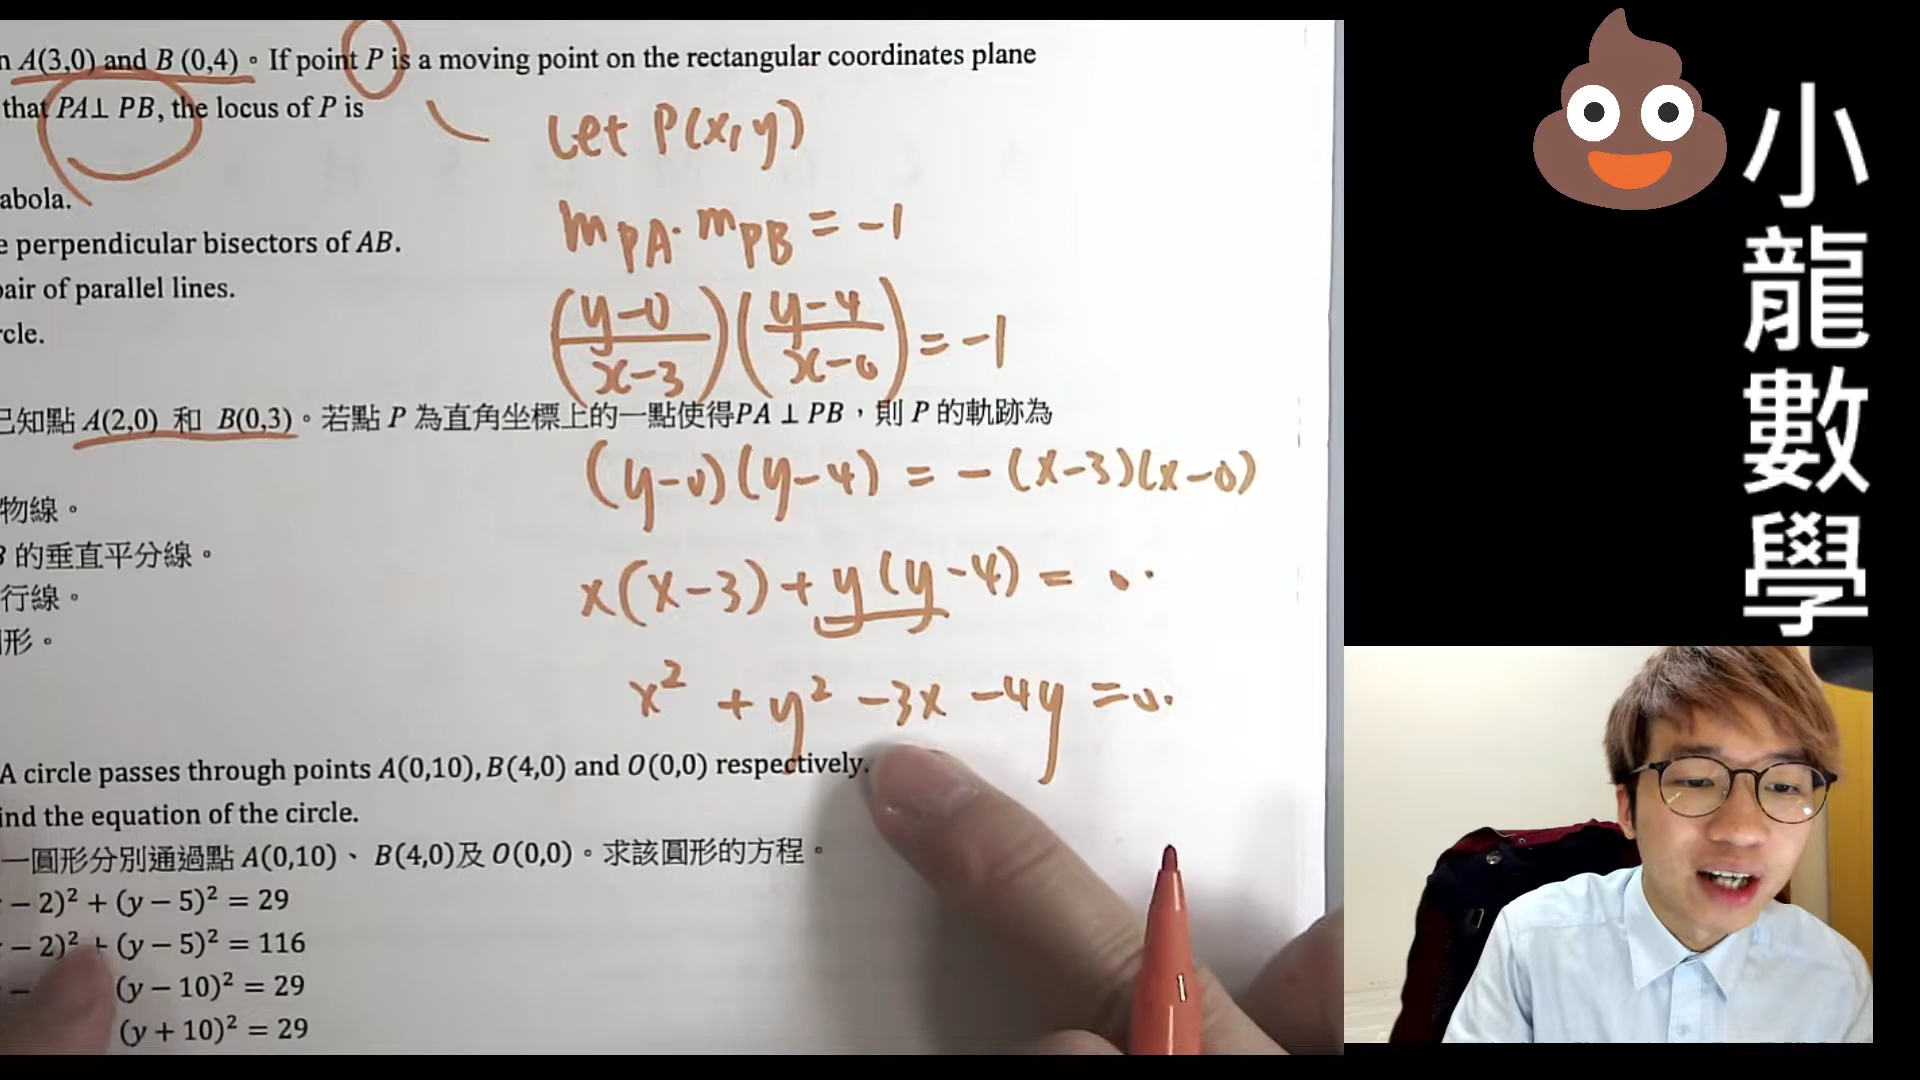 A(3,0) and B (0,4)。If point P is a moving point on the rectangular coordinates plane
that PA⊥ PB, the locus of P is
perpendicular bisectors of AB.
of parallel lines.
Let P(x,y)
mPA · mPB = -1
(y-0/x-3)(y-4/x-0) = -1
已知點 A(2,0) 和 B(0,3)。若點 P 為直角坐標上的一點使得PA ⊥ PB,則 P 的軌跡為
(y-0)(y-4) = -(x-3)(x-0)
物線。
的垂直平分線。
行線。
形。
x(x-3)+y(y-4) = 0.
x² + y² -3x -4y =0.
A circle passes through points A(0,10), B(4,0) and O(0,0) respectively.
the equation of the circle.
一圓形分別通過點 A(0,10)、 B(4,0)及 O(0,0)。求該圓形的方程。
− 2)² + (y − 5)² = 29
− 2)² + (y − 5)² = 116
(y − 10)² = 29
(y + 10)² = 29
小龍數學